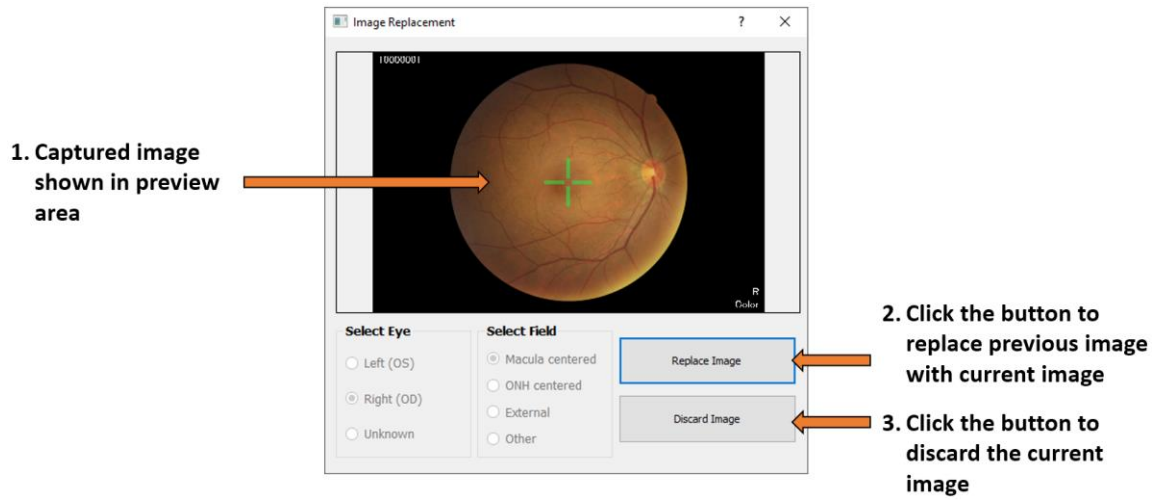 Image Replacement
? ×
10000001
1. Captured image
shown in preview
area
R
Color
Select Eye
Left (OS)
Right (OD)
Unknown
Select Field
Macula centered
ONH centered
External
Other
Replace Image
Discard Image
2. Click the button to
replace previous image
with current image
3. Click the button to
discard the current
image